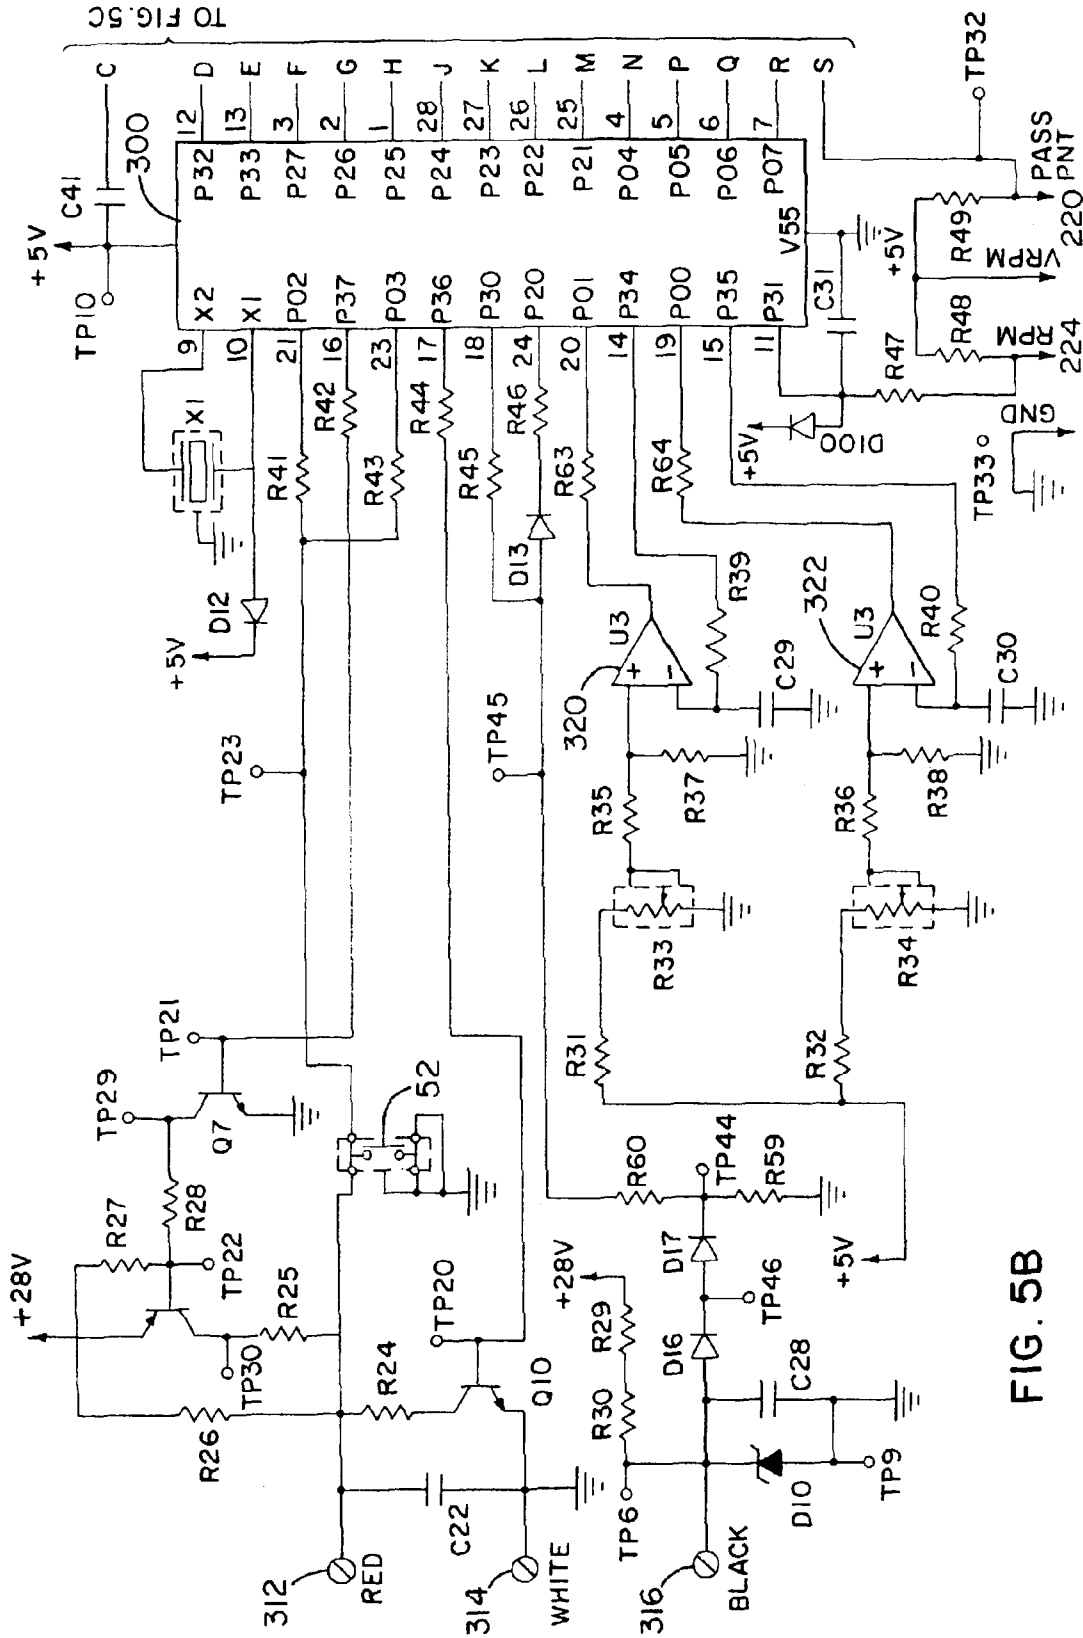 TO FIG. 5C
C
12 D
13 E
3 F
2 G
1 H
28 J
27 K
26 L
25 M
4 N
5 P
6 Q
7 R
S
TP32
300
C41
+5V
TP10
P32
P33
P27
P26
P25
P24
P23
P22
P21
P04
P05
P06
P07
V55
X2
X1
P02
P37
P03
P36
P30
P20
P01
P34
P00
P35
P31
9
10
21
16
23
17
18
24
20
14
19
15
11
X1
R41
R42
R43
R44
R45
R46
R63
R64
D12
+5V
D13
C31
D100
+5V
R47
R48
R49
+5V
RPM
224
VRPM
PASS
PNT
220
GND
TP33
TP23
TP45
U3
320
R39
C29
R35
R37
R33
U3
322
R40
C30
R36
R38
R34
R31
R32
+5V
TP21
TP29
Q7
R28
R27
TP22
+28V
R25
TP30
R26
R24
TP20
Q10
52
C22
312
RED
314
WHITE
316
BLACK
TP6
R30
R29
+28V
D16
D17
TP46
TP44
R60
R59
C28
D10
TP9
FIG. 5B